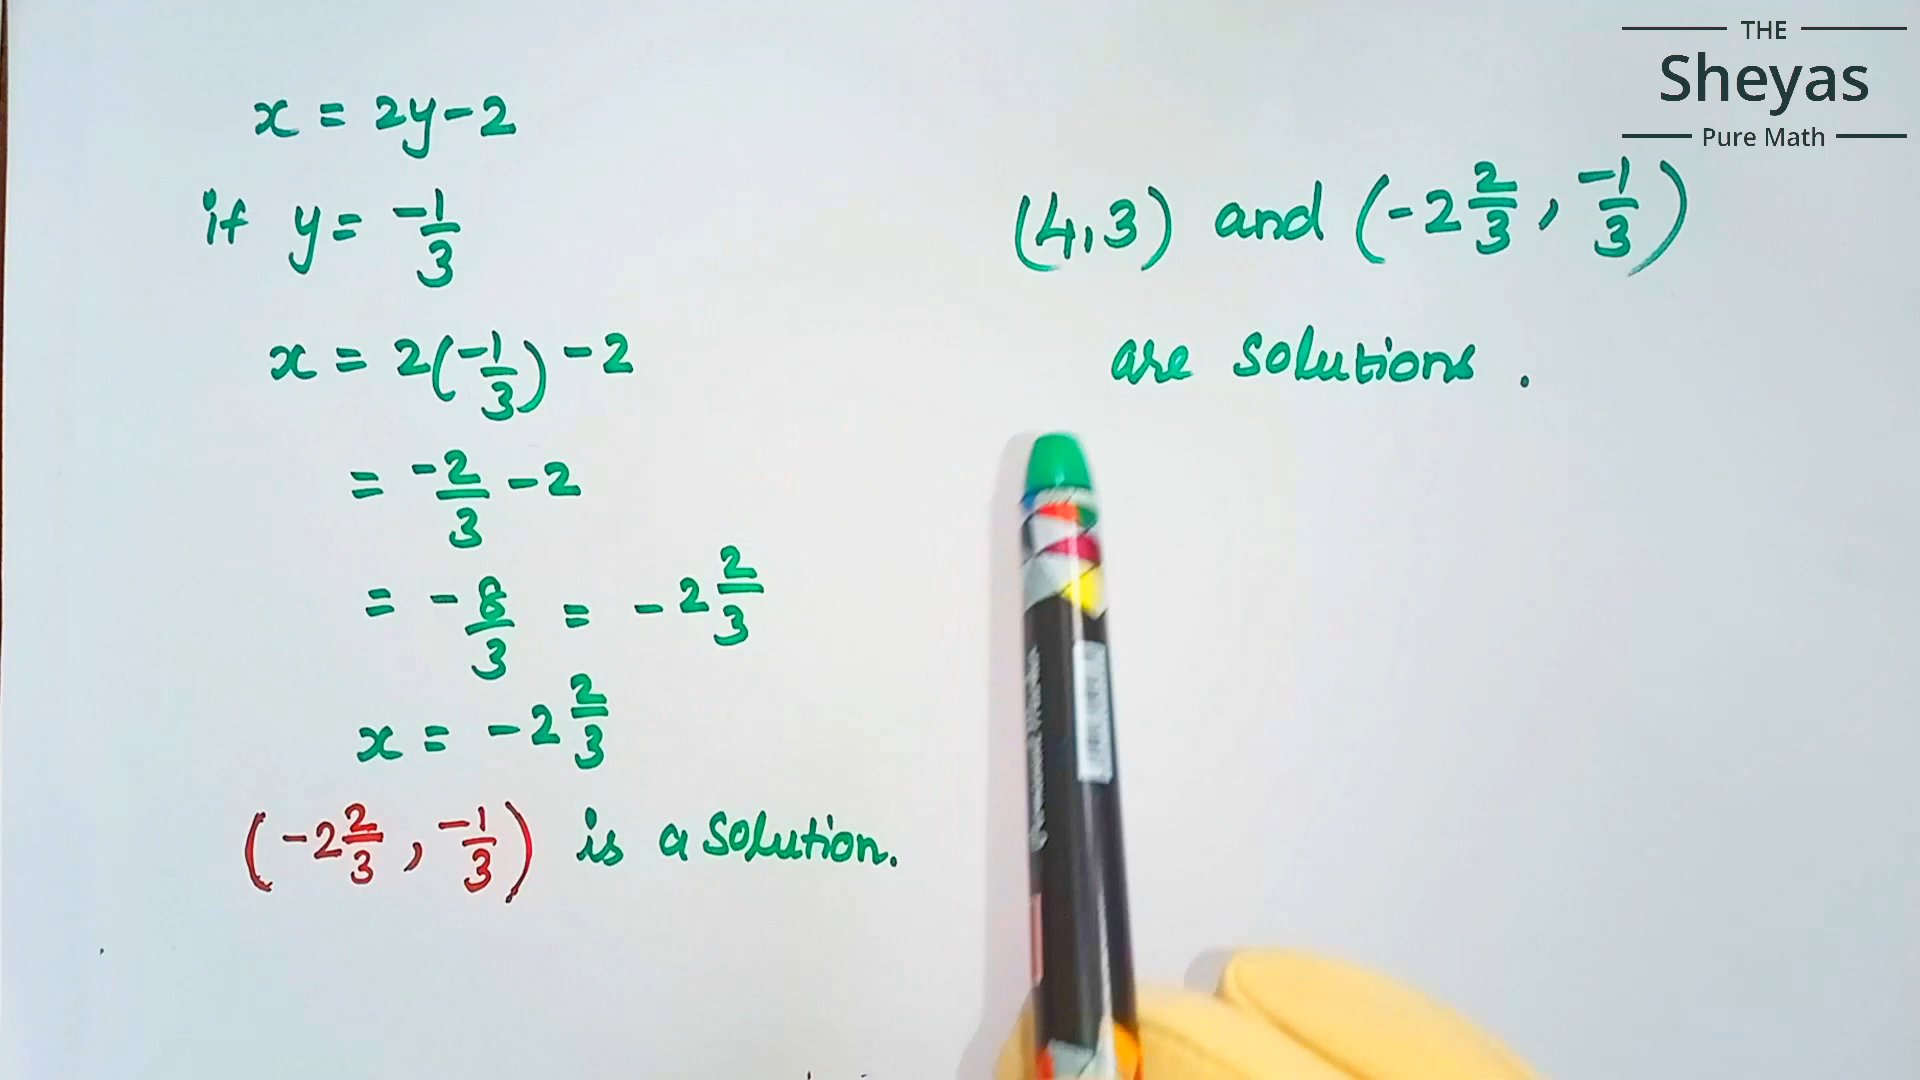 THE
Sheyas
Pure Math
x = 2y-2
if y = -1/3
x = 2(-1/3) -2
= -2/3 -2
= -8/3 = -2 2/3
x = -2 2/3
(-2 2/3, -1/3) is a solution.
(4,3) and (-2 2/3, -1/3)
are solutions.